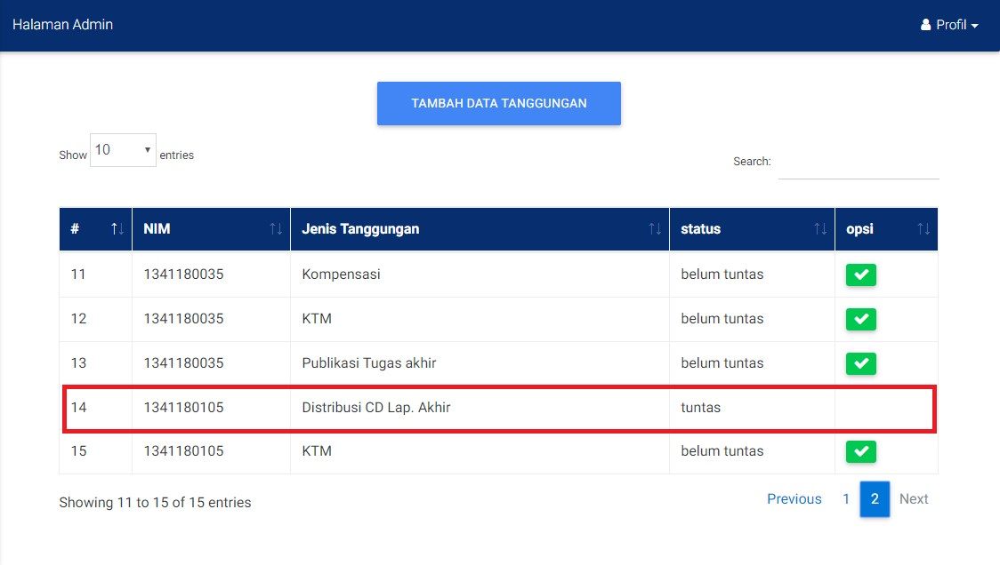 Halaman Admin Profil
TAMBAH DATA TANGGUNGAN
Show 10 entries
Search:
# NIM Jenis Tanggungan status opsi
11 1341180035 Kompensasi belum tuntas
12 1341180035 KTM belum tuntas
13 1341180035 Publikasi Tugas akhir belum tuntas
14 1341180105 Distribusi CD Lap. Akhir tuntas
15 1341180105 KTM belum tuntas
Showing 11 to 15 of 15 entries
Previous 1 2 Next